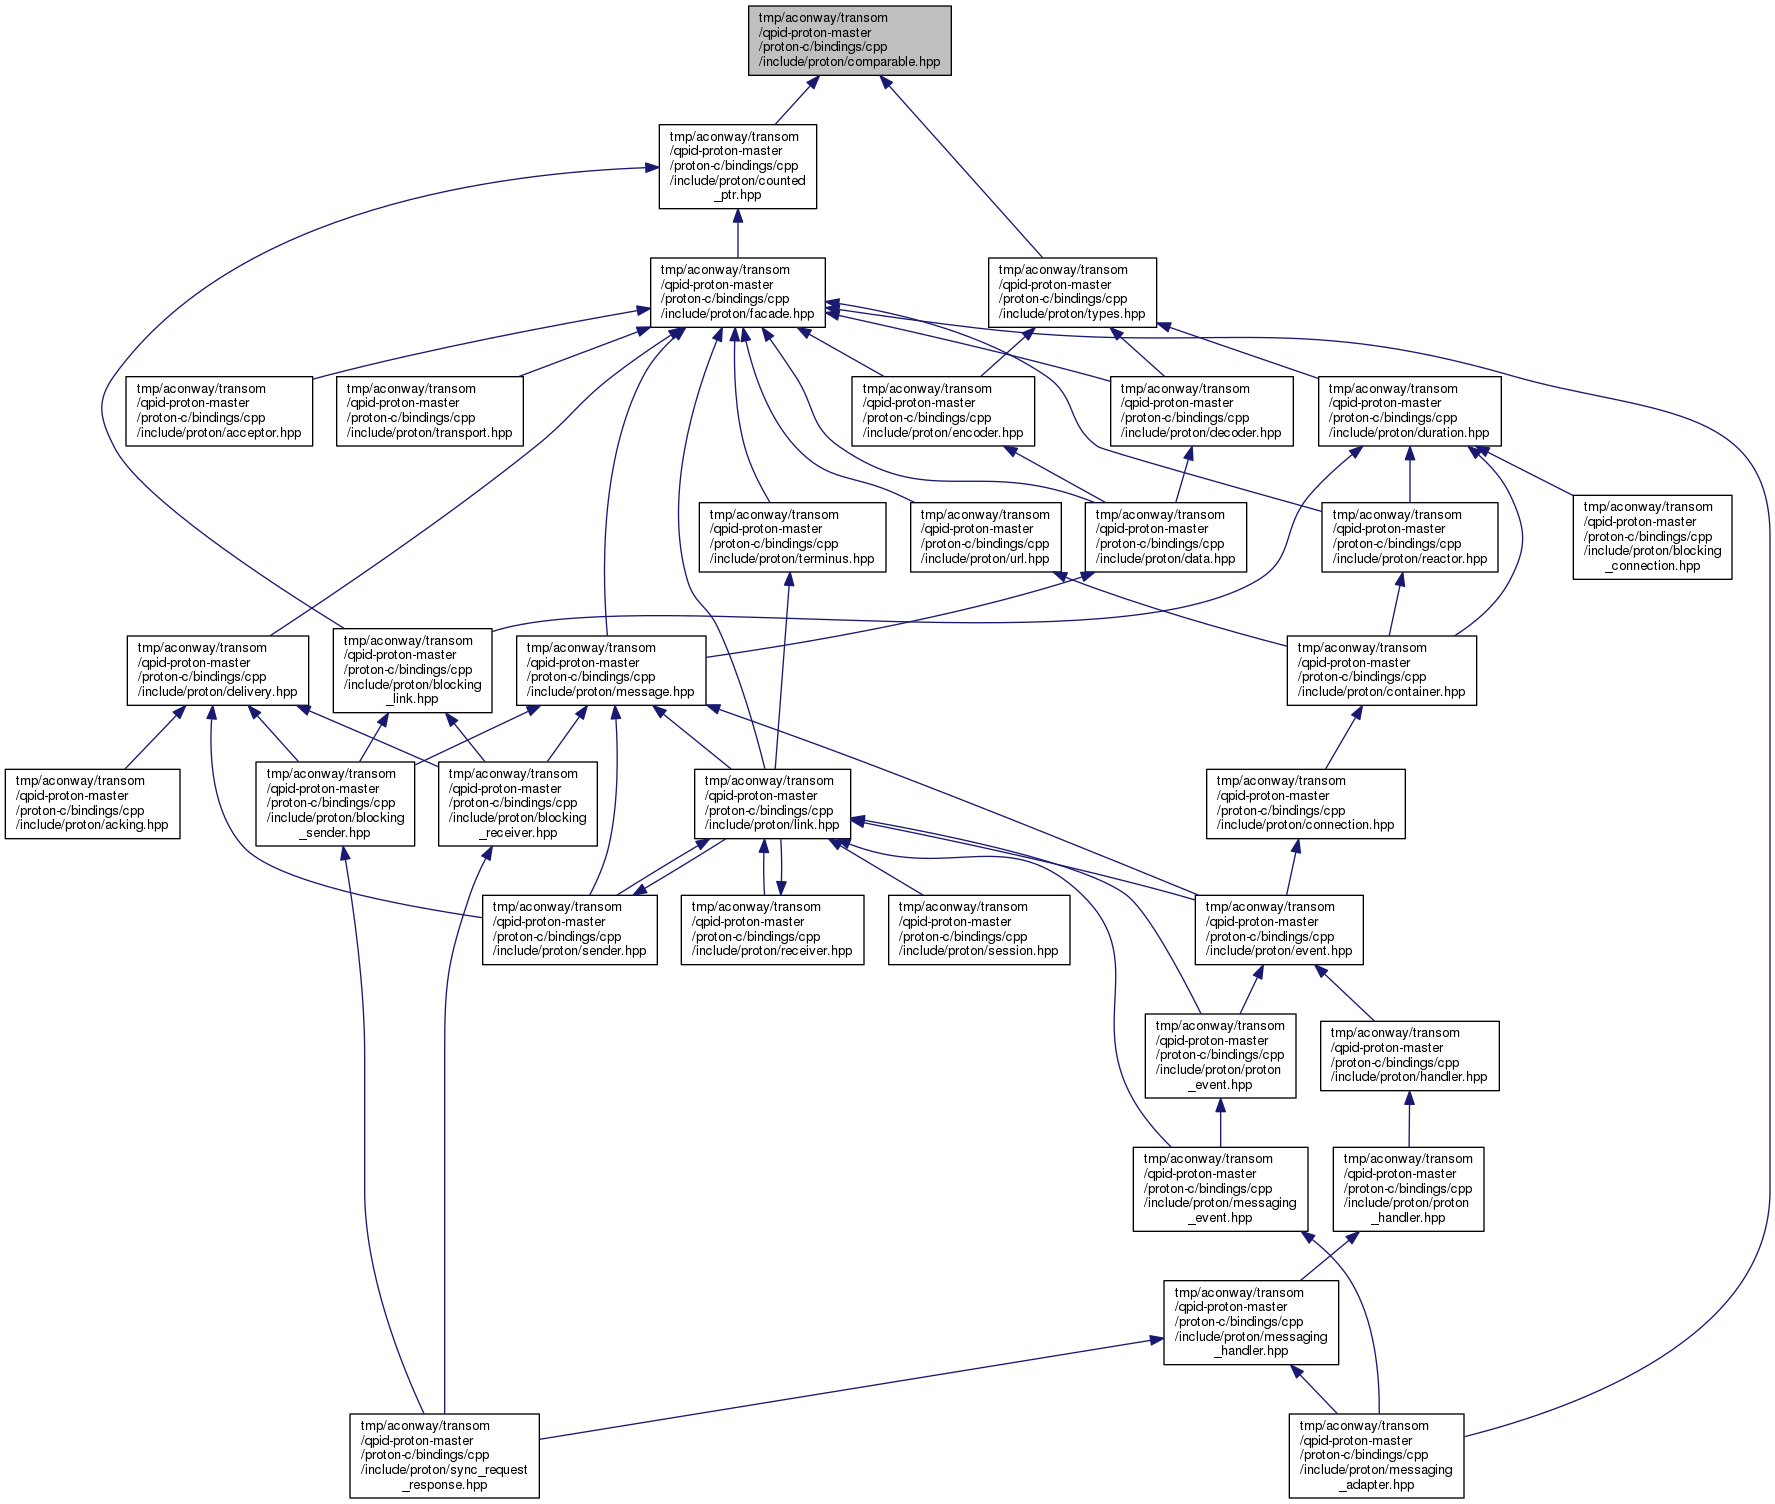 tmp/aconway/transom
/qpid-proton-master
/proton-c/bindings/cpp
/include/proton/comparable.hpp
tmp/aconway/transom
/qpid-proton-master
/proton-c/bindings/cpp
/include/proton/counted
_ptr.hpp
tmp/aconway/transom
/qpid-proton-master
/proton-c/bindings/cpp
/include/proton/facade.hpp
tmp/aconway/transom
/qpid-proton-master
/proton-c/bindings/cpp
/include/proton/types.hpp
tmp/aconway/transom
/qpid-proton-master
/proton-c/bindings/cpp
/include/proton/acceptor.hpp
tmp/aconway/transom
/qpid-proton-master
/proton-c/bindings/cpp
/include/proton/transport.hpp
tmp/aconway/transom
/qpid-proton-master
/proton-c/bindings/cpp
/include/proton/encoder.hpp
tmp/aconway/transom
/qpid-proton-master
/proton-c/bindings/cpp
/include/proton/decoder.hpp
tmp/aconway/transom
/qpid-proton-master
/proton-c/bindings/cpp
/include/proton/duration.hpp
tmp/aconway/transom
/qpid-proton-master
/proton-c/bindings/cpp
/include/proton/terminus.hpp
tmp/aconway/transom
/qpid-proton-master
/proton-c/bindings/cpp
/include/proton/url.hpp
tmp/aconway/transom
/qpid-proton-master
/proton-c/bindings/cpp
/include/proton/data.hpp
tmp/aconway/transom
/qpid-proton-master
/proton-c/bindings/cpp
/include/proton/reactor.hpp
tmp/aconway/transom
/qpid-proton-master
/proton-c/bindings/cpp
/include/proton/blocking
_connection.hpp
tmp/aconway/transom
/qpid-proton-master
/proton-c/bindings/cpp
/include/proton/delivery.hpp
tmp/aconway/transom
/qpid-proton-master
/proton-c/bindings/cpp
/include/proton/blocking
_link.hpp
tmp/aconway/transom
/qpid-proton-master
/proton-c/bindings/cpp
/include/proton/message.hpp
tmp/aconway/transom
/qpid-proton-master
/proton-c/bindings/cpp
/include/proton/container.hpp
tmp/aconway/transom
/qpid-proton-master
/proton-c/bindings/cpp
/include/proton/acking.hpp
tmp/aconway/transom
/qpid-proton-master
/proton-c/bindings/cpp
/include/proton/blocking
_sender.hpp
tmp/aconway/transom
/qpid-proton-master
/proton-c/bindings/cpp
/include/proton/blocking
_receiver.hpp
tmp/aconway/transom
/qpid-proton-master
/proton-c/bindings/cpp
/include/proton/link.hpp
tmp/aconway/transom
/qpid-proton-master
/proton-c/bindings/cpp
/include/proton/connection.hpp
tmp/aconway/transom
/qpid-proton-master
/proton-c/bindings/cpp
/include/proton/sender.hpp
tmp/aconway/transom
/qpid-proton-master
/proton-c/bindings/cpp
/include/proton/receiver.hpp
tmp/aconway/transom
/qpid-proton-master
/proton-c/bindings/cpp
/include/proton/session.hpp
tmp/aconway/transom
/qpid-proton-master
/proton-c/bindings/cpp
/include/proton/event.hpp
tmp/aconway/transom
/qpid-proton-master
/proton-c/bindings/cpp
/include/proton/proton
_event.hpp
tmp/aconway/transom
/qpid-proton-master
/proton-c/bindings/cpp
/include/proton/handler.hpp
tmp/aconway/transom
/qpid-proton-master
/proton-c/bindings/cpp
/include/proton/messaging
_event.hpp
tmp/aconway/transom
/qpid-proton-master
/proton-c/bindings/cpp
/include/proton/proton
_handler.hpp
tmp/aconway/transom
/qpid-proton-master
/proton-c/bindings/cpp
/include/proton/messaging
_handler.hpp
tmp/aconway/transom
/qpid-proton-master
/proton-c/bindings/cpp
/include/proton/sync_request
_response.hpp
tmp/aconway/transom
/qpid-proton-master
/proton-c/bindings/cpp
/include/proton/messaging
_adapter.hpp